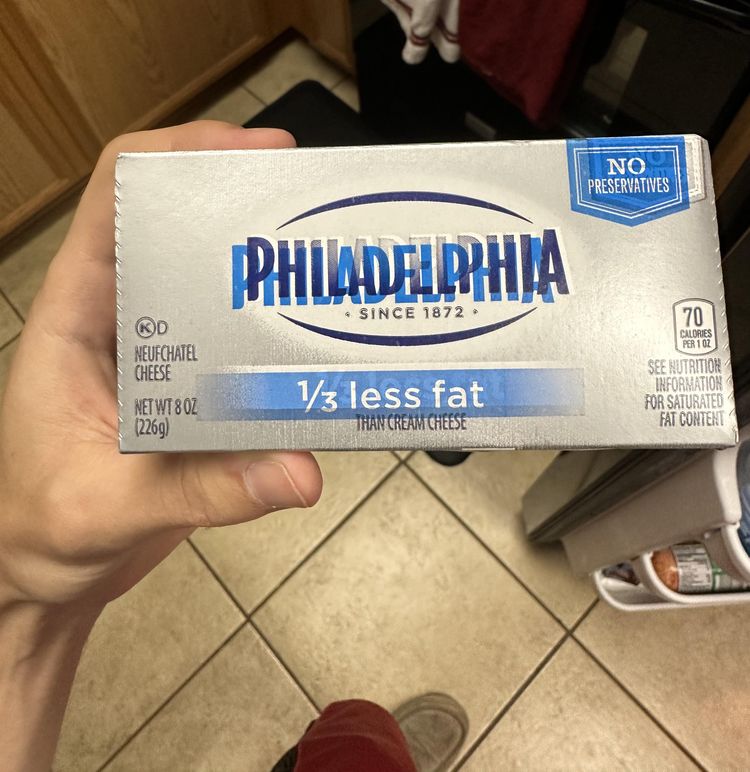 NO
PRESERVATIVES
PHILADELPHIA
• SINCE 1872 •
K D
NEUFCHATEL
CHEESE
NET WT 8 OZ
(226g)
1/3 less fat
THAN CREAM CHEESE
70
CALORIES
PER 1 OZ
SEE NUTRITION
INFORMATION
FOR SATURATED
FAT CONTENT